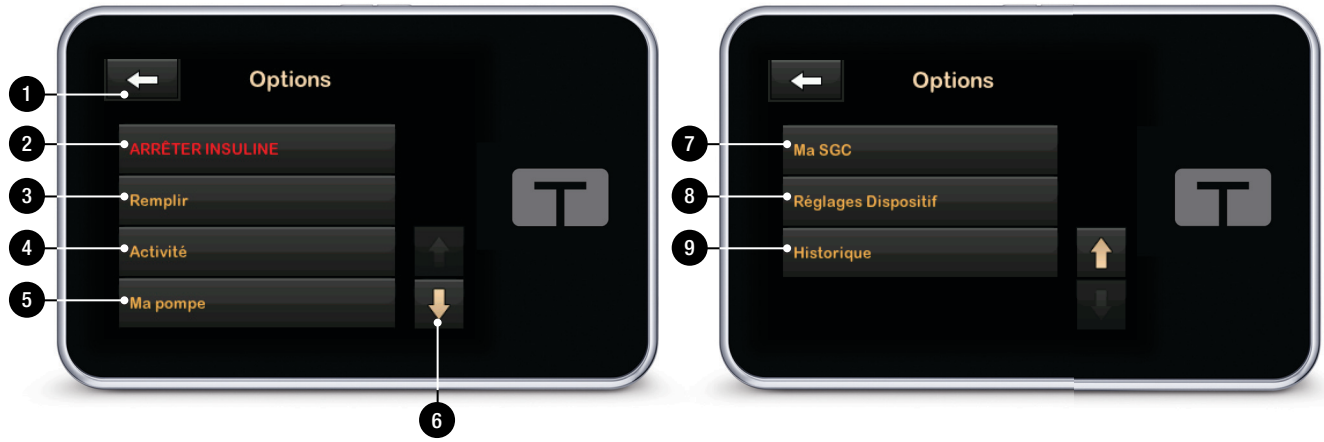 Options
1
2 ARRÊTER INSULINE
3 Remplir
4 Activité
5 Ma pompe
6
Options
7 Ma SGC
8 Réglages Dispositif
9 Historique